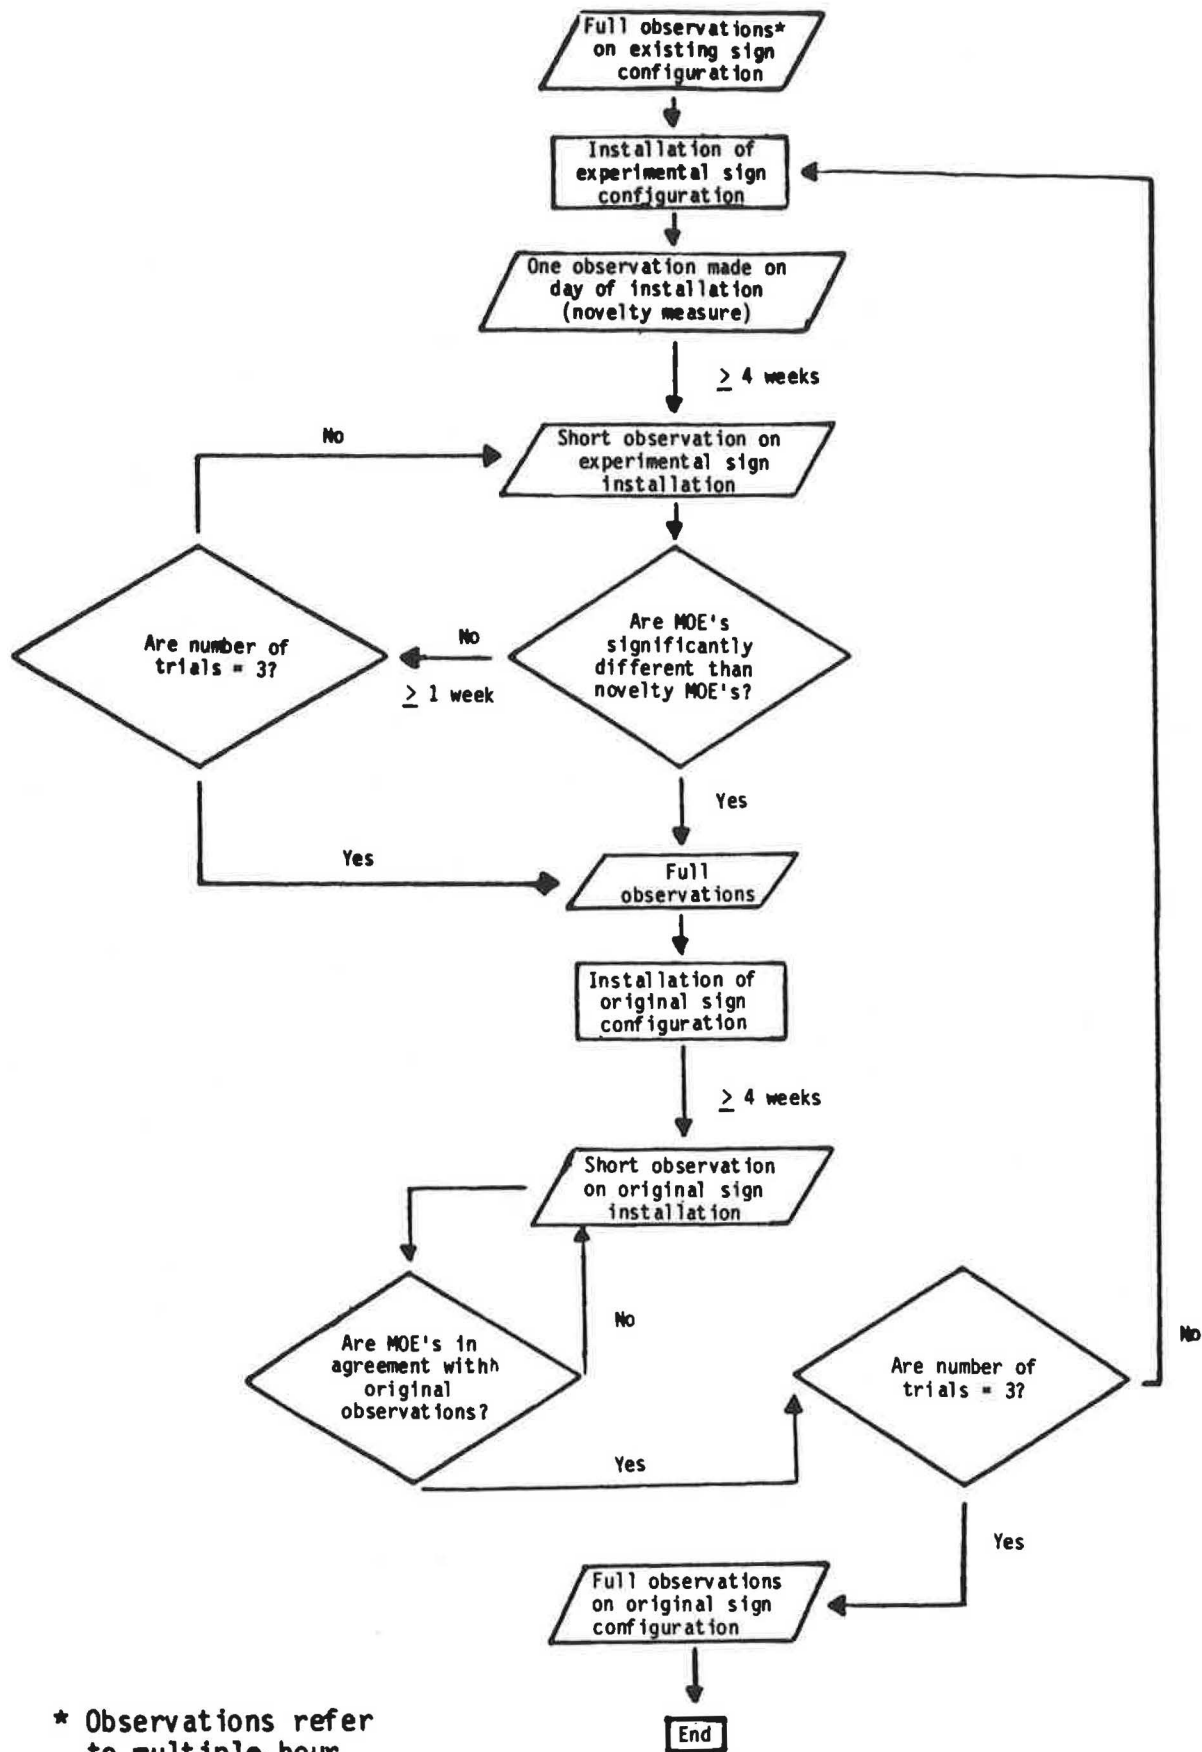 Full observations*
on existing sign
configuration
Installation of
experimental sign
configuration
One observation made on
day of installation
(novelty measure)
≥ 4 weeks
No
Short observation on
experimental sign
installation
Are number of
trials = 3?
No
≥ 1 week
Are MOE's
significantly
different than
novelty MOE's?
Yes
Yes
Full
observations
Installation of
original sign
configuration
≥ 4 weeks
Short observation
on original sign
installation
No
Are MOE's in
agreement withh
original
observations?
Yes
Are number of
trials = 3?
No
Yes
Full observations
on original sign
configuration
End
* Observations refer
to multiple hour